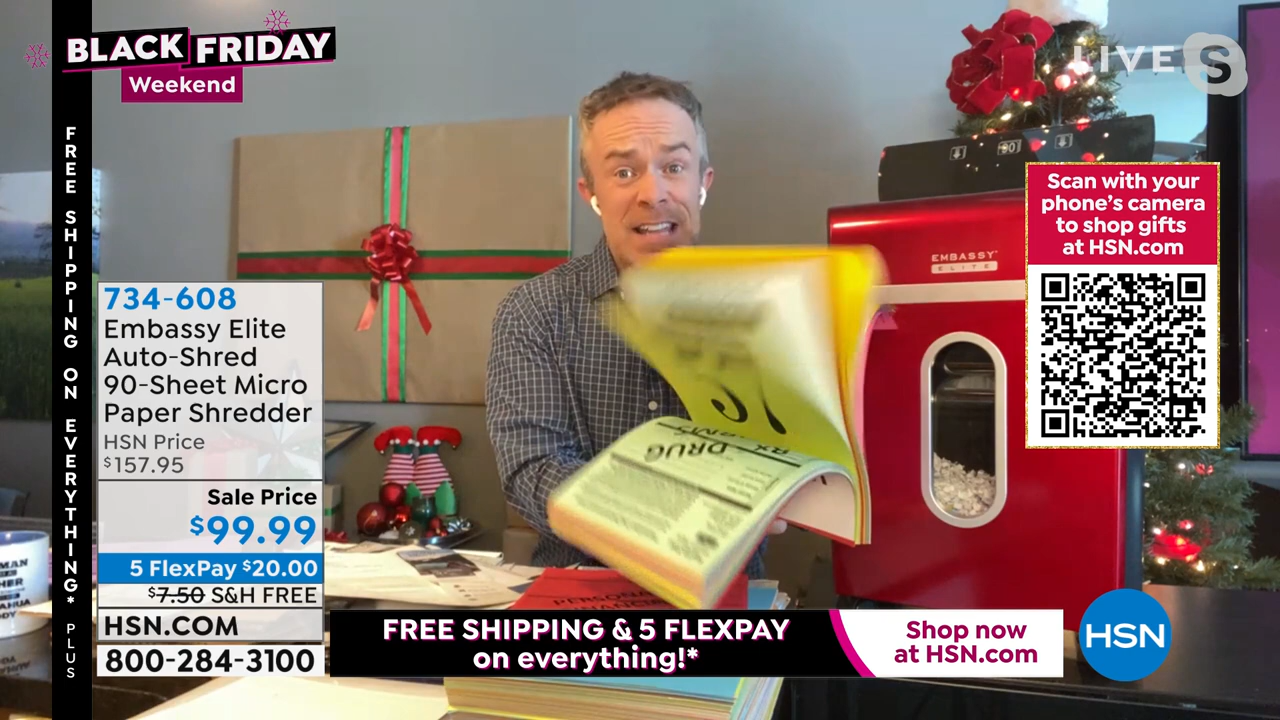 BLACK FRIDAY
Weekend
FREE SHIPPING ON EVERYTHING!* PLUS
734-608
Embassy Elite
Auto-Shred
90-Sheet Micro
Paper Shredder
HSN Price
$157.95
Sale Price
$99.99
5 FlexPay $20.00
$7.50 S&H FREE
HSN.COM
800-284-3100
LIVE S
90
Scan with your
phone's camera
to shop gifts
at HSN.com
EMBASSY
ELITE
DRUG
PERSONAL
FREE SHIPPING & 5 FLEXPAY
on everything!*
Shop now
at HSN.com
HSN